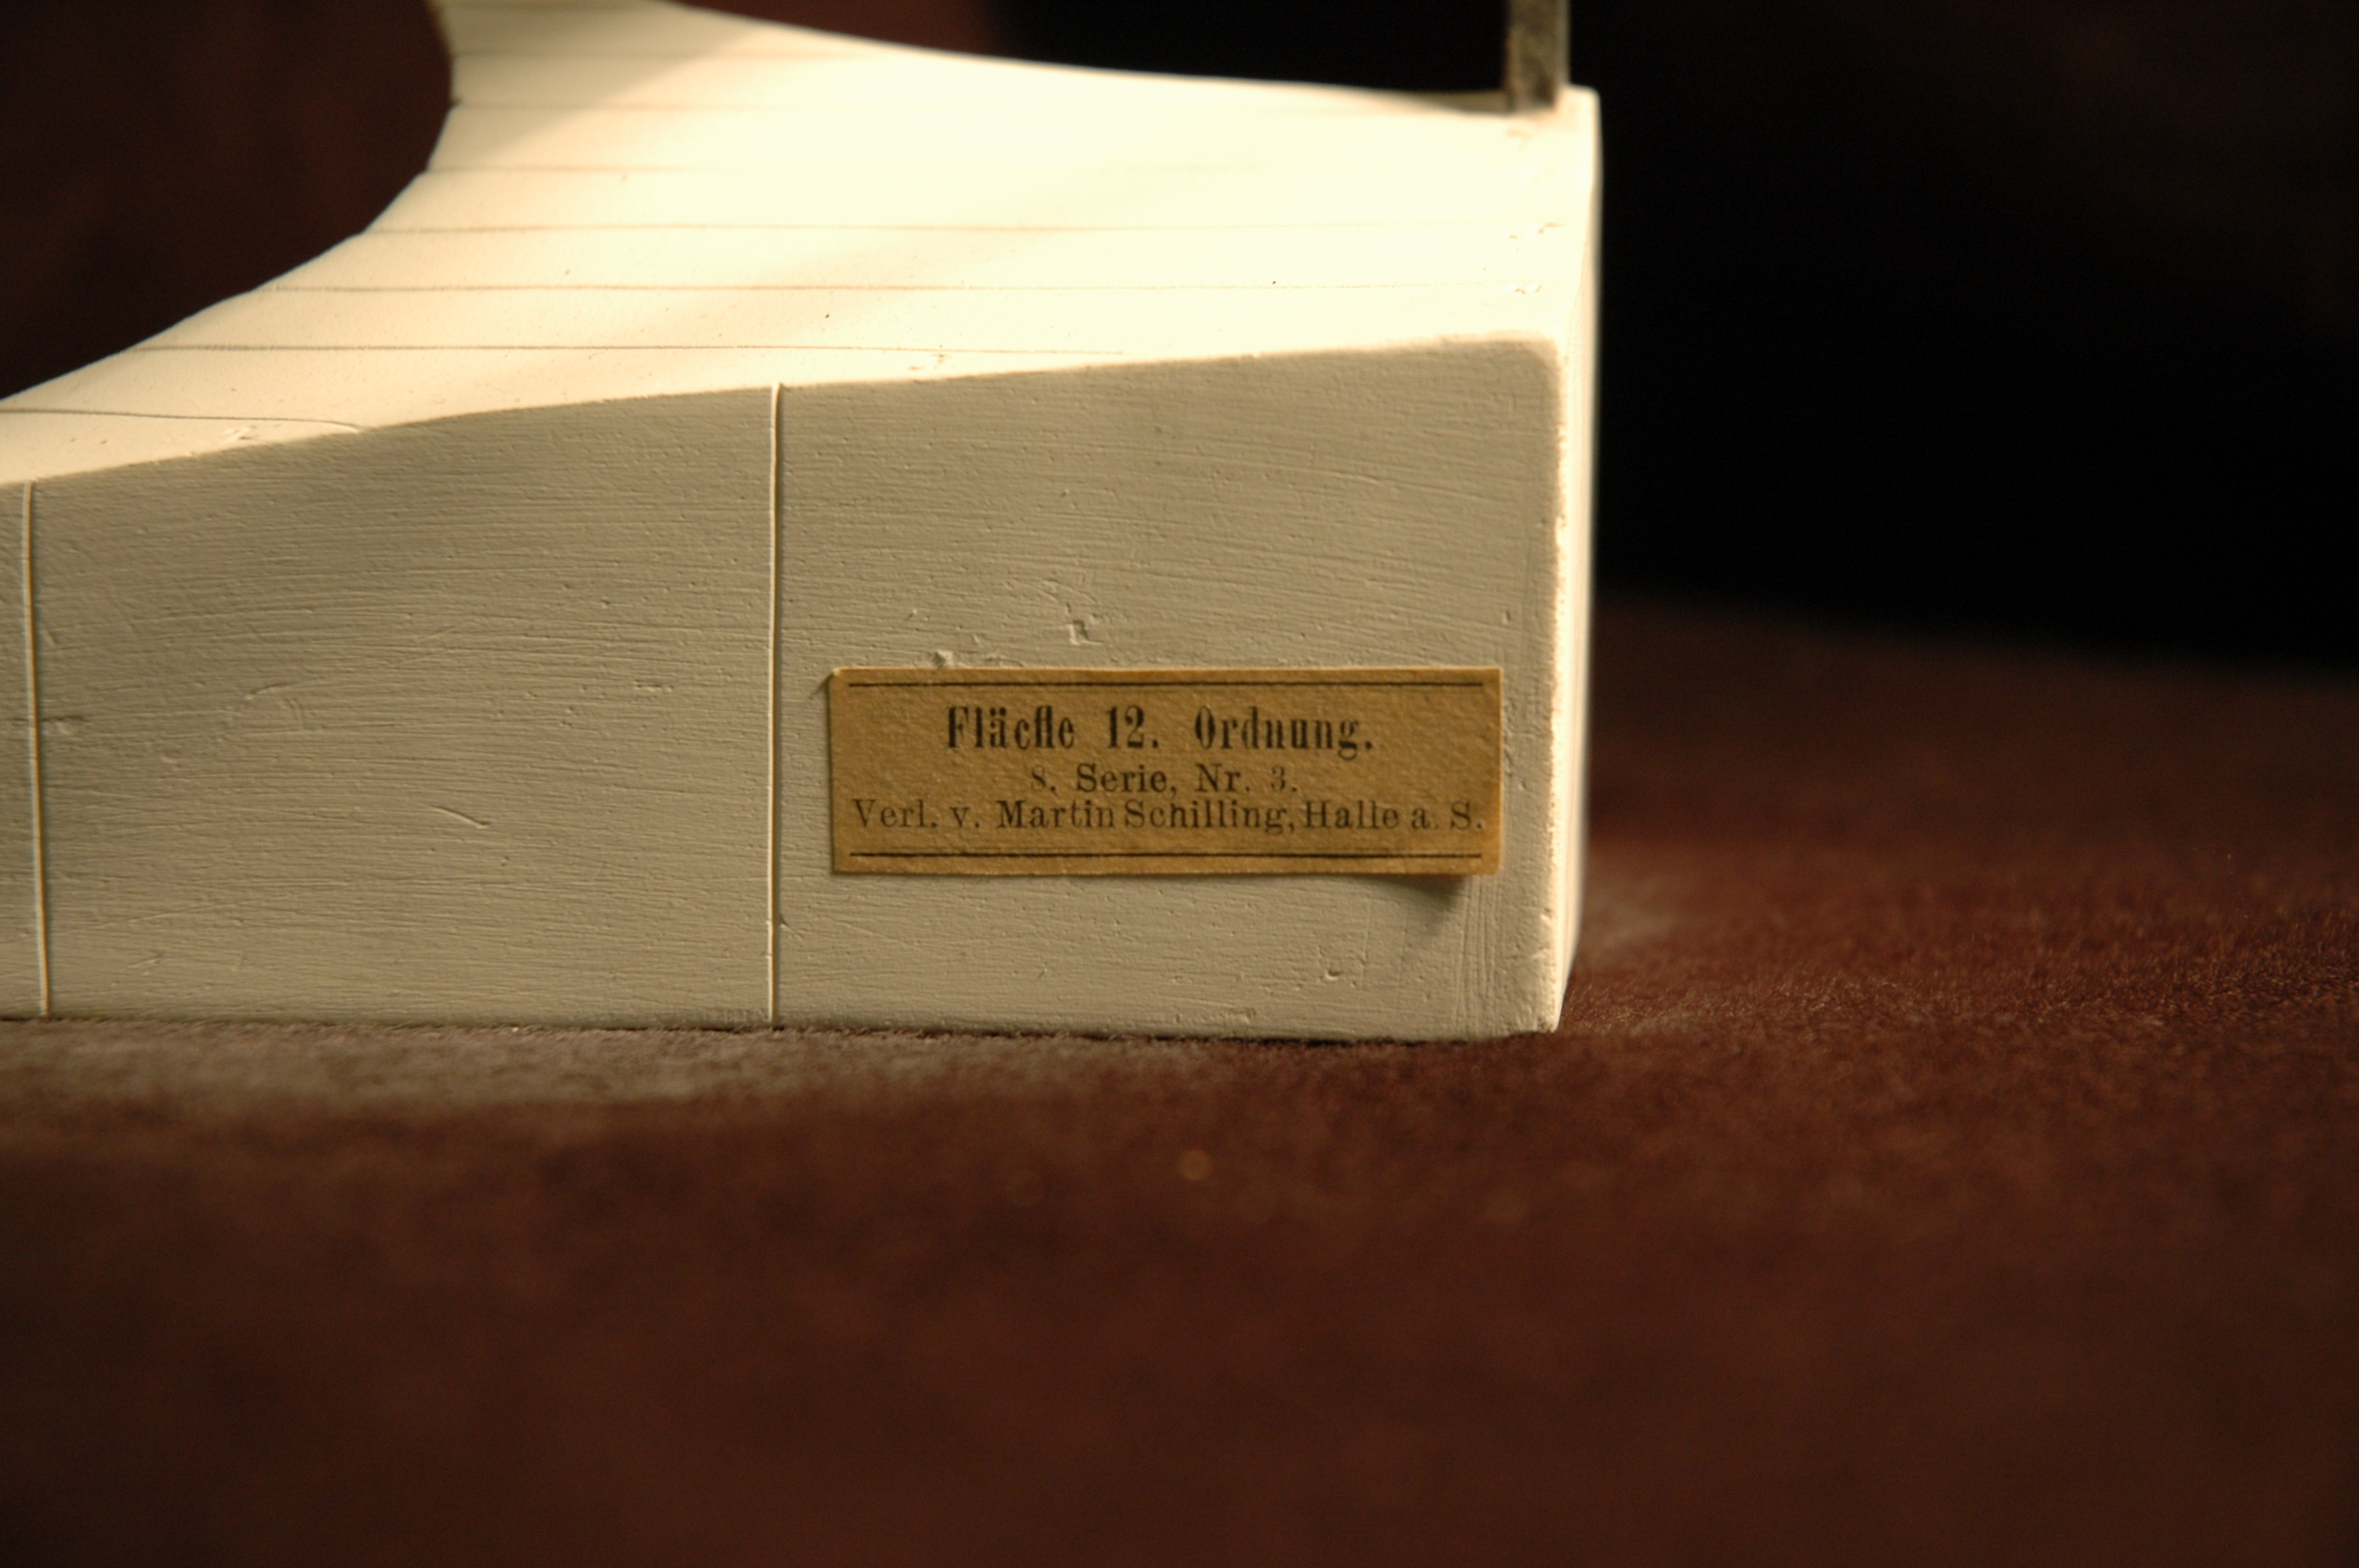 Fläche 12. Ordnung.
8. Serie, Nr. 3.
Verl. v. Martin Schilling, Halle a. S.